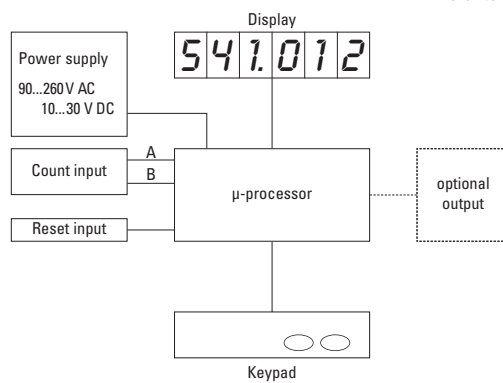 Display
541.012
Power supply
90...260 V AC
10...30 V DC
Count input
A
B
µ-processor
optional
output
Reset input
Keypad